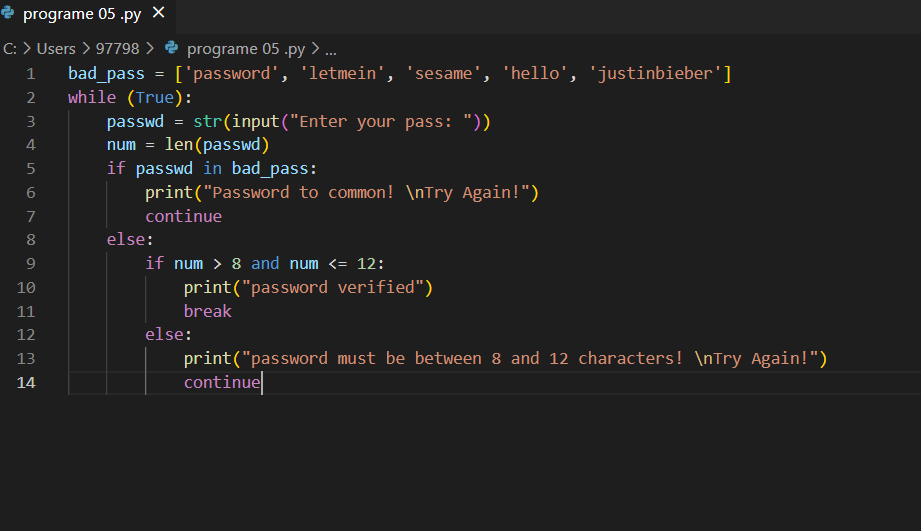 programe 05 .py ×
C: > Users > 97798 > programe 05 .py > ...
1 bad_pass = ['password', 'letmein', 'sesame', 'hello', 'justinbieber']
2 while (True):
3     passwd = str(input("Enter your pass: "))
4     num = len(passwd)
5     if passwd in bad_pass:
6         print("Password to common! \nTry Again!")
7         continue
8     else:
9         if num > 8 and num <= 12:
10             print("password verified")
11             break
12         else:
13             print("password must be between 8 and 12 characters! \nTry Again!")
14             continue